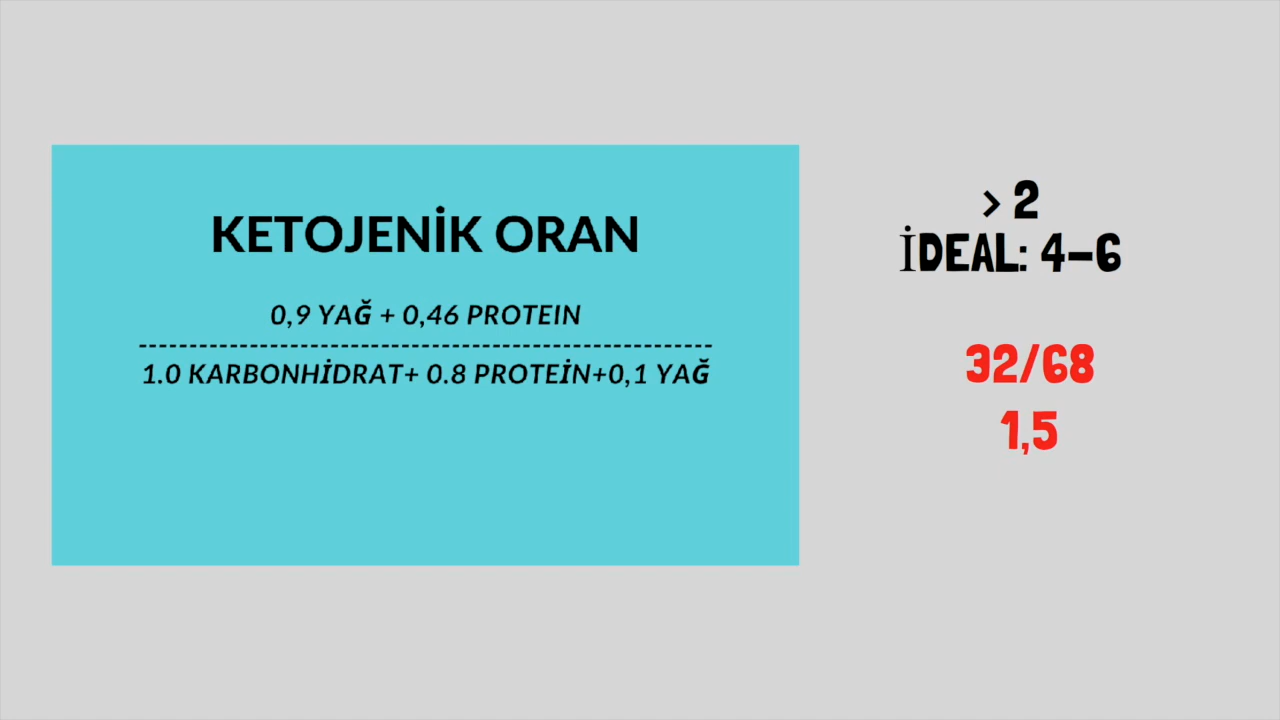 KETOJENİK ORAN
0,9 YAĞ + 0,46 PROTEIN
1.0 KARBONHİDRAT+ 0.8 PROTEİN+0,1 YAĞ
> 2
İDEAL: 4-6
32/68
1,5